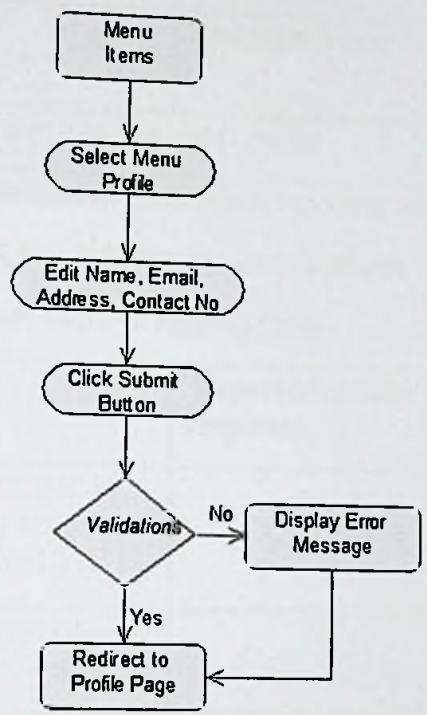 Menu
Items
Select Menu
Profile
Edit Name, Email,
Address, Contact No
Click Submit
Button
Validations
No
Display Error
Message
Yes
Redirect to
Profile Page